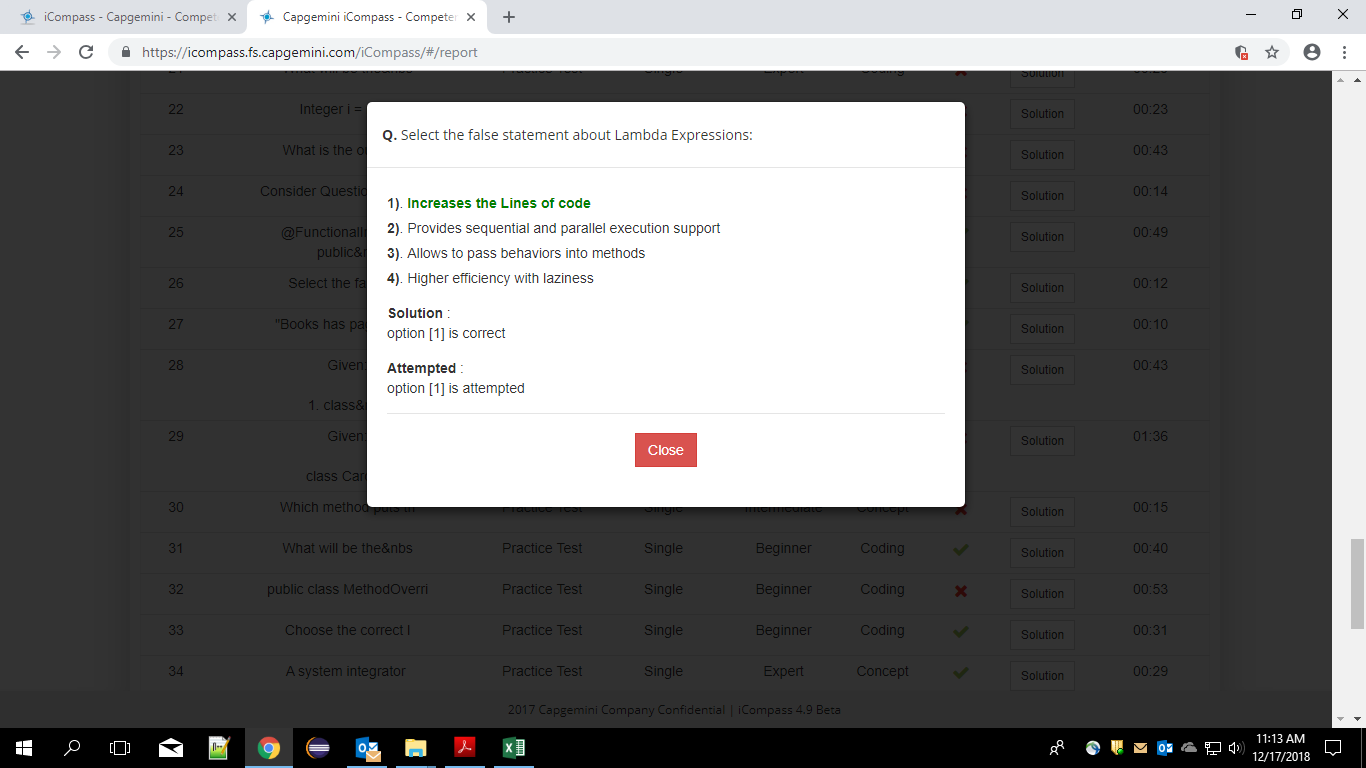 iCompass - Capgemini - Compet
Capgemini iCompass - Competen
https://icompass.fs.capgemini.com/iCompass/#/report
Practice Test Single Expert Coding Solution
22 Integer i = Solution 00:23
23 What is the o Solution 00:43
24 Consider Questio Solution 00:14
25 @FunctionalI Solution 00:49
public&
26 Select the fa Solution 00:12
27 "Books has pa Solution 00:10
28 Given: Solution 00:43
1. class&
29 Given: Solution 01:36
class Car
30 Which method puts th Practice Test Single Intermediate Concept Solution 00:15
31 What will be the&nbs Practice Test Single Beginner Coding Solution 00:40
32 public class MethodOverri Practice Test Single Beginner Coding Solution 00:53
33 Choose the correct l Practice Test Single Beginner Coding Solution 00:31
34 A system integrator Practice Test Single Expert Concept Solution 00:29
Q. Select the false statement about Lambda Expressions:
1). Increases the Lines of code
2). Provides sequential and parallel execution support
3). Allows to pass behaviors into methods
4). Higher efficiency with laziness
Solution :
option [1] is correct
Attempted :
option [1] is attempted
Close
2017 Capgemini Company Confidential | iCompass 4.9 Beta
11:13 AM
12/17/2018